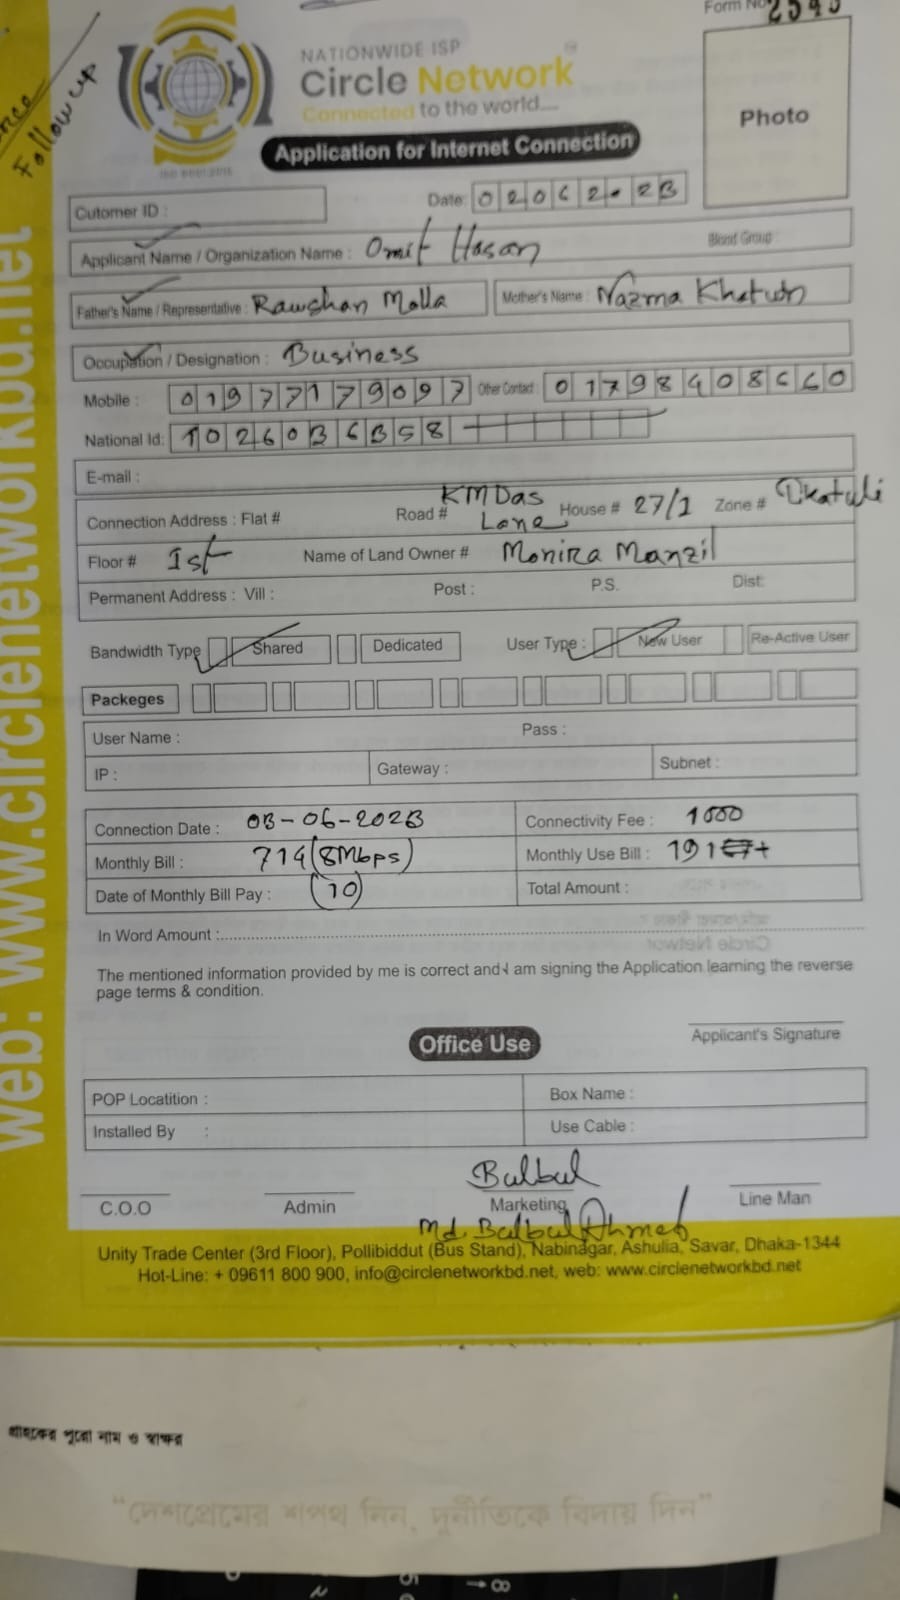 Form No 2545
Follow up
NATIONWIDE ISP
Circle Network
Connected to the world....
Photo
Application for Internet Connection
Cutomer ID :
Date: 02062023
Applicant Name / Organization Name : Omit Hasan
Blood Group :
Father's Name / Representative : Rawshan Molla
Mother's Name : Nazma Khatun
Occupation / Designation : Business
Mobile : 01977179097 Other Contact : 01798408660
National Id: 1026036358
E-mail :
Connection Address : Flat # Road # KM Das Lane House # 27/1 Zone #
Floor # 1st Name of Land Owner # Monira Manzil
Permanent Address : Vill : Post : P.S. Dist:
Bandwidth Type Shared Dedicated User Type : New User Re-Active User
Packeges
User Name : Pass :
IP : Gateway : Subnet :
Connection Date : 03-06-2023 Connectivity Fee : 1000
Monthly Bill : 714 (8Mbps) Monthly Use Bill :
Date of Monthly Bill Pay : (10) Total Amount :
In Word Amount :
The mentioned information provided by me is correct and I am signing the Application learning the reverse
page terms & condition.
Applicant's Signature
Office Use
POP Locatition : Box Name :
Installed By : Use Cable :
Bulbul
C.O.O Admin Marketing Line Man
Md. Bulbul Ahmed
Unity Trade Center (3rd Floor), Pollibiddut (Bus Stand), Nabinagar, Ashulia, Savar, Dhaka-1344
Hot-Line: + 09611 800 900, info@circlenetworkbd.net, web: www.circlenetworkbd.net
web: www.circlenetworkbd.net
গ্রাহকের পুরো নাম ও স্বাক্ষর
"দেশপ্রেমের শপথ নিন, দুর্নীতিকে বিদায় দিন"